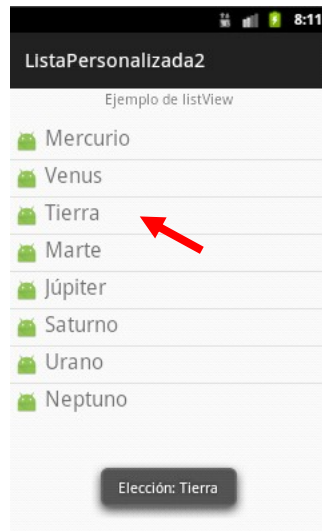 8:11
ListaPersonalizada2
Ejemplo de listView
Mercurio
Venus
Tierra
Marte
Júpiter
Saturno
Urano
Neptuno
Elección: Tierra